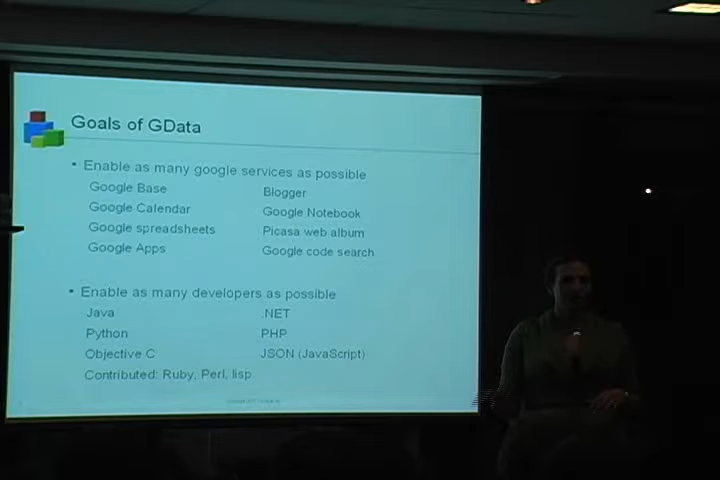 Goals of GData
• Enable as many google services as possible
Google Base Blogger
Google Calendar Google Notebook
Google spreadsheets Picasa web album
Google Apps Google code search
• Enable as many developers as possible
Java .NET
Python PHP
Objective C JSON (JavaScript)
Contributed: Ruby, Perl, lisp